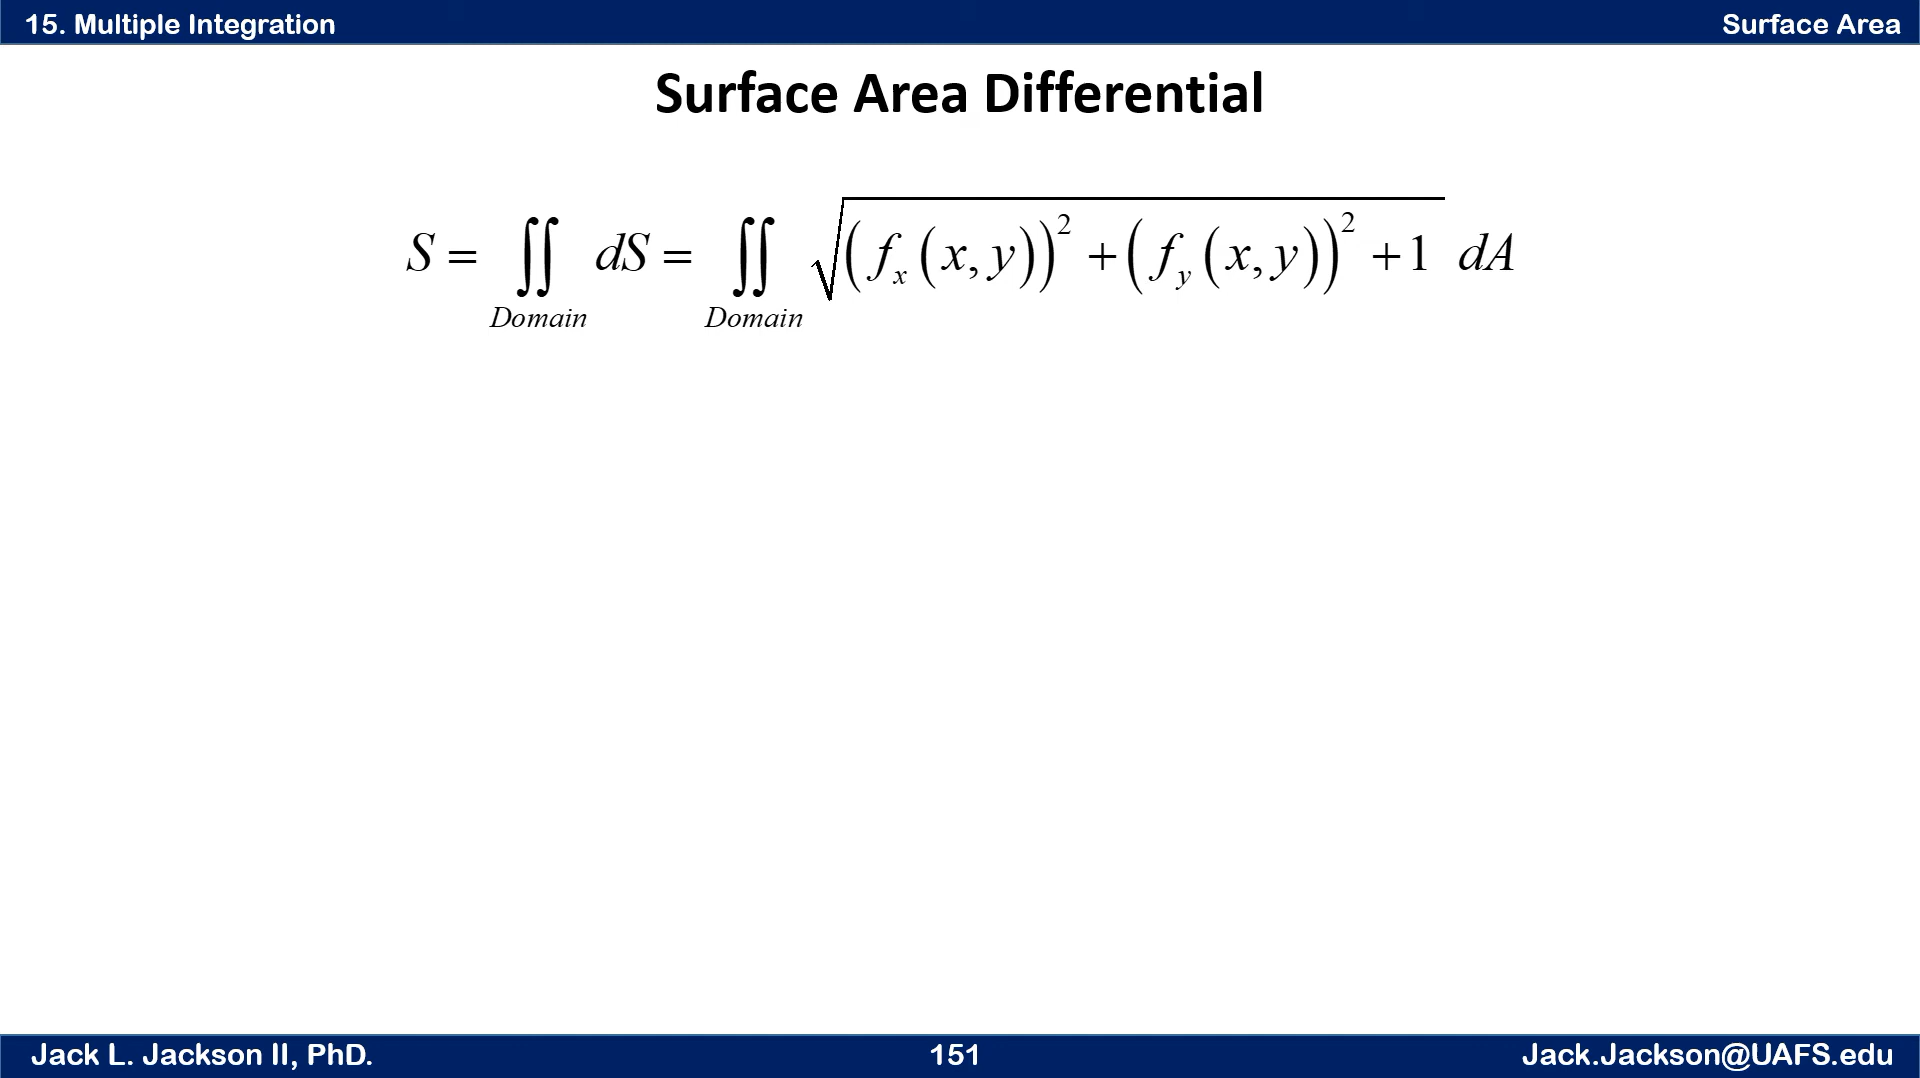 15. Multiple Integration
Surface Area
Surface Area Differential
S = ∬_{Domain} dS = ∬_{Domain} √((f_x(x, y))² + (f_y(x, y))² + 1) dA
Jack L. Jackson II, PhD.
151
Jack.Jackson@UAFS.edu